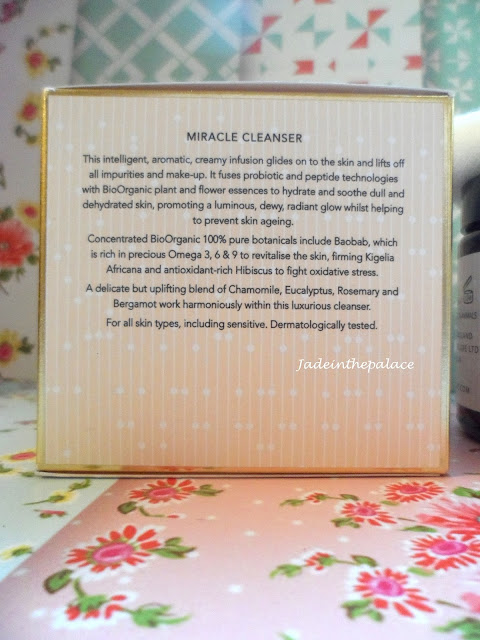 MIRACLE CLEANSER
This intelligent, aromatic, creamy infusion glides on to the skin and lifts off
all impurities and make-up. It fuses probiotic and peptide technologies
with BioOrganic plant and flower essences to hydrate and soothe dull and
dehydrated skin, promoting a luminous, dewy, radiant glow whilst helping
to prevent skin ageing.
Concentrated BioOrganic 100% pure botanicals include Baobab, which
is rich in precious Omega 3, 6 & 9 to revitalise the skin, firming Kigelia
Africana and antioxidant-rich Hibiscus to fight oxidative stress.
A delicate but uplifting blend of Chamomile, Eucalyptus, Rosemary and
Bergamot work harmoniously within this luxurious cleanser.
For all skin types, including sensitive. Dermatologically tested.
Jadeinthepalace